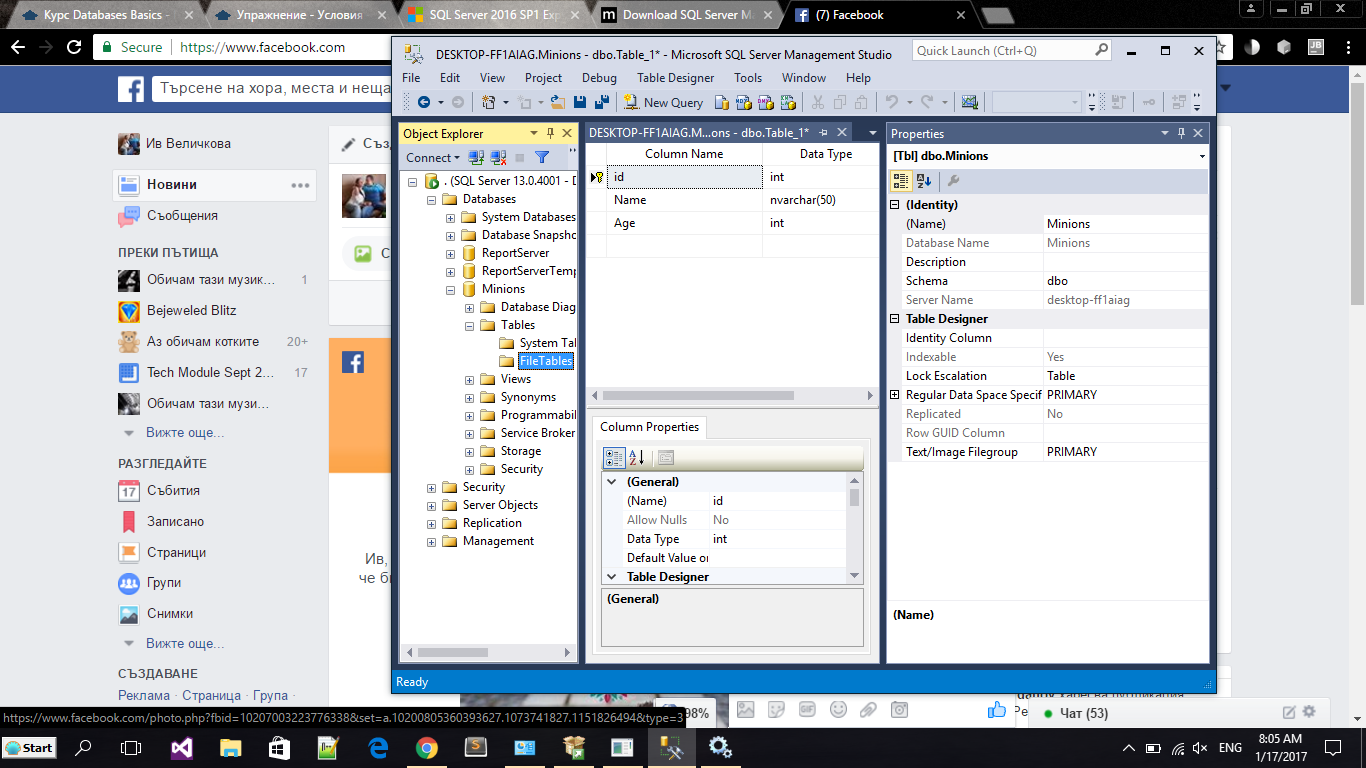 Курс Databases Basics -
Упражнение - Условия
SQL Server 2016 SP1 Exp
Download SQL Server Ma
(7) Facebook
Secure
https://www.facebook.com
JB
DESKTOP-FF1AIAG.Minions - dbo.Table_1* - Microsoft SQL Server Management Studio
Quick Launch (Ctrl+Q)
File Edit View Project Debug Table Designer Tools Window Help
New Query
Търсене на хора, места и неща
Ив Величкова
Новини
Съобщения
ПРЕКИ ПЪТИЩА
Обичам тази музик... 1
Bejeweled Blitz
Аз обичам котките 20+
Tech Module Sept 2... 17
Обичам тази музи...
Вижте още...
РАЗГЛЕДАЙТЕ
Събития
17
Записано
Страници
Групи
Снимки
Вижте още...
СЪЗДАВАНЕ
Реклама · Страница · Група ·
Съз
С
Ив,
че би
Object Explorer
Connect
. (SQL Server 13.0.4001 - D
Databases
System Databases
Database Snapsho
ReportServer
ReportServerTemp
Minions
Database Diag
Tables
System Tal
FileTables
Views
Synonyms
Programmabil
Service Broker
Storage
Security
Security
Server Objects
Replication
Management
DESKTOP-FF1AIAG.M...ons - dbo.Table_1*
Column Name Data Type
id int
Name nvarchar(50)
Age int
Column Properties
(General)
(Name) id
Allow Nulls No
Data Type int
Default Value or
Table Designer
(General)
Properties
[Tbl] dbo.Minions
(Identity)
(Name) Minions
Database Name Minions
Description
Schema dbo
Server Name desktop-ff1aiag
Table Designer
Identity Column
Indexable Yes
Lock Escalation Table
Regular Data Space Specif PRIMARY
Replicated No
Row GUID Column
Text/Image Filegroup PRIMARY
(Name)
Ready
98%
GIF
Чат (53)
https://www.facebook.com/photo.php?fbid=10207003223776338&set=a.10200805360393627.1073741827.1151826494&type=3
Start
ENG
8:05 AM
1/17/2017